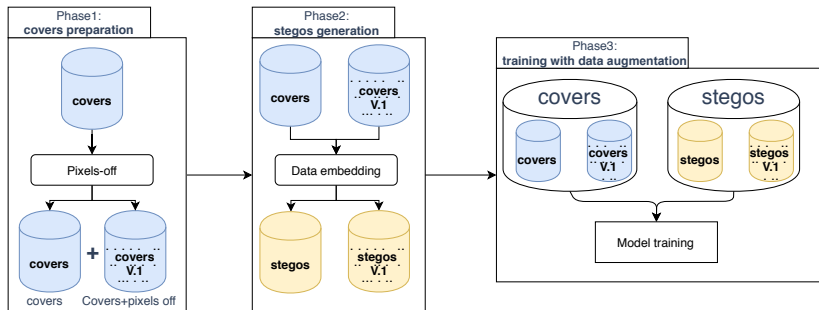 Phase1:
covers preparation
covers
Pixels-off
covers
+
covers
V.1
covers
Covers+pixels off
Phase2:
stegos generation
covers
covers
V.1
Data embedding
stegos
stegos
V.1
Phase3:
training with data augmentation
covers
stegos
covers
covers
V.1
stegos
stegos
V.1
Model training